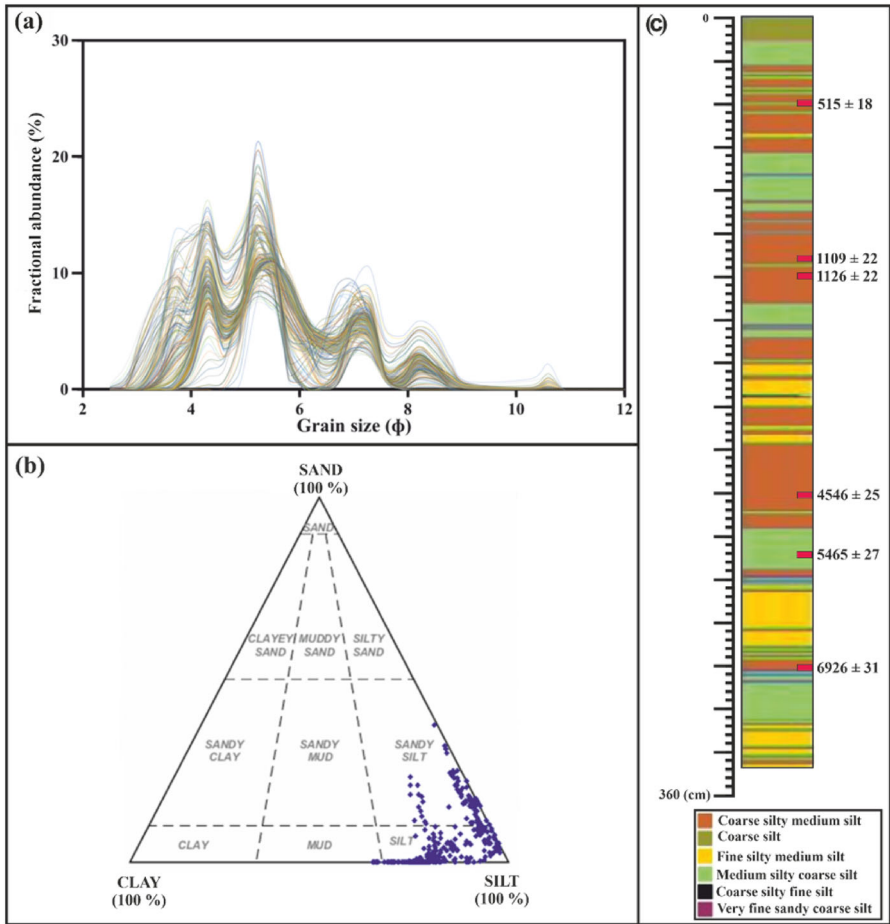 (a)
30
20
10
0
Fractional abundance (%)
2
4
6
8
10
12
Grain size (ϕ)
(b)
SAND
(100 %)
SAND
CLAYEY
SAND
MUDDY
SAND
SILTY
SAND
SANDY
CLAY
SANDY
MUD
SANDY
SILT
CLAY
MUD
SILT
CLAY
(100 %)
SILT
(100 %)
(c)
0
515 ± 18
1109 ± 22
1126 ± 22
4546 ± 25
5465 ± 27
6926 ± 31
360 (cm)
Coarse silty medium silt
Coarse silt
Fine silty medium silt
Medium silty coarse silt
Coarse silty fine silt
Very fine sandy coarse silt